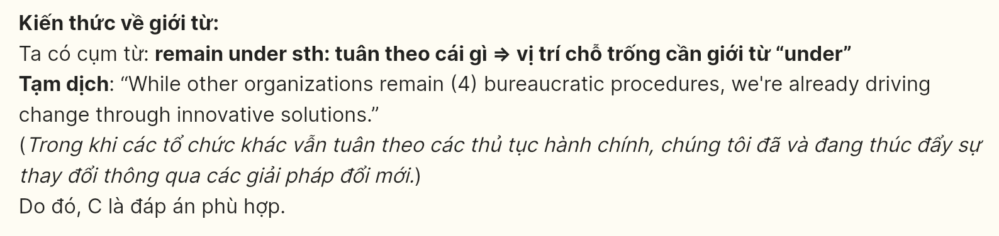 Kiến thức về giới từ:
Ta có cụm từ: remain under sth: tuân theo cái gì ⇒ vị trí chỗ trống cần giới từ “under”
Tạm dịch: “While other organizations remain (4) bureaucratic procedures, we're already driving
change through innovative solutions.”
(Trong khi các tổ chức khác vẫn tuân theo các thủ tục hành chính, chúng tôi đã và đang thúc đẩy sự
thay đổi thông qua các giải pháp đổi mới.)
Do đó, C là đáp án phù hợp.